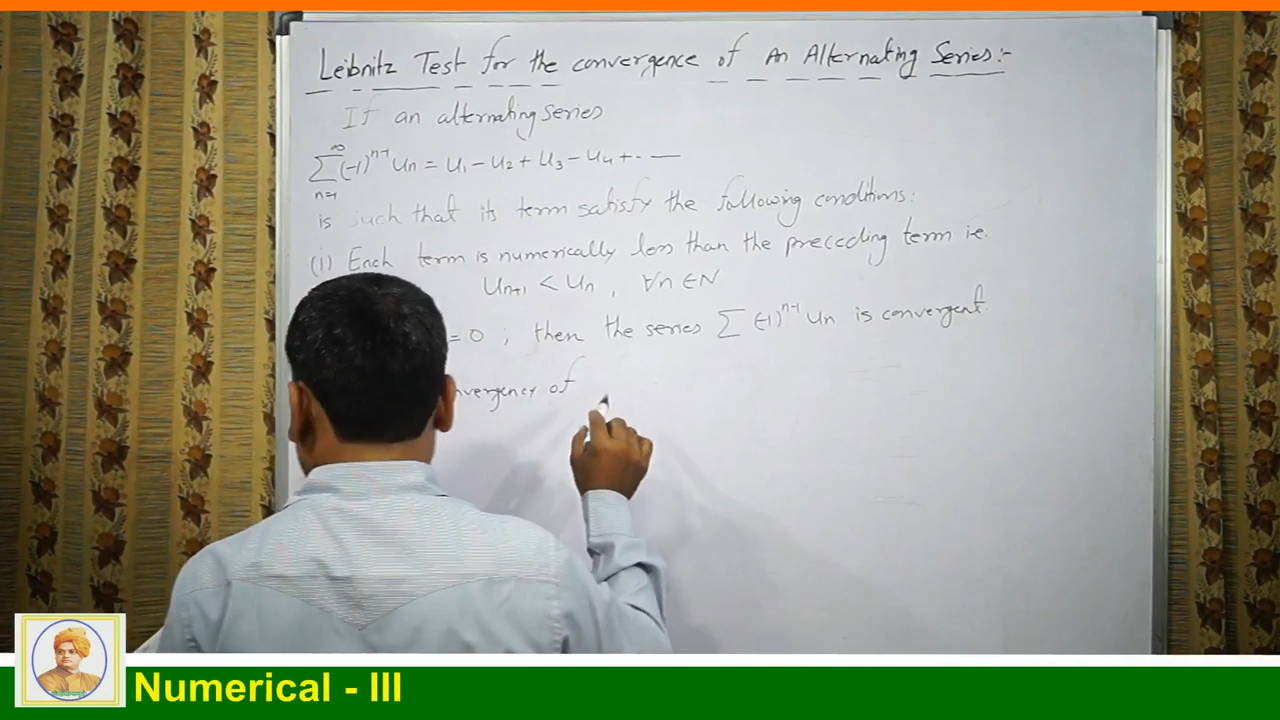 Leibnitz Test for the convergence of An Alternating Series:-
If an alternating series
∑_{n=1}^{∞} (-1)^{n-1} Un = U1 - U2 + U3 - U4 + - - —
is such that its term satisfy the following conditions:
(i) Each term is numerically less than the preceding term i.e.
Un+1 < Un , ∀n ∈ N
= 0 ; then the series ∑ (-1)^{n-1} Un is convergent.
nvergency of
Numerical - III